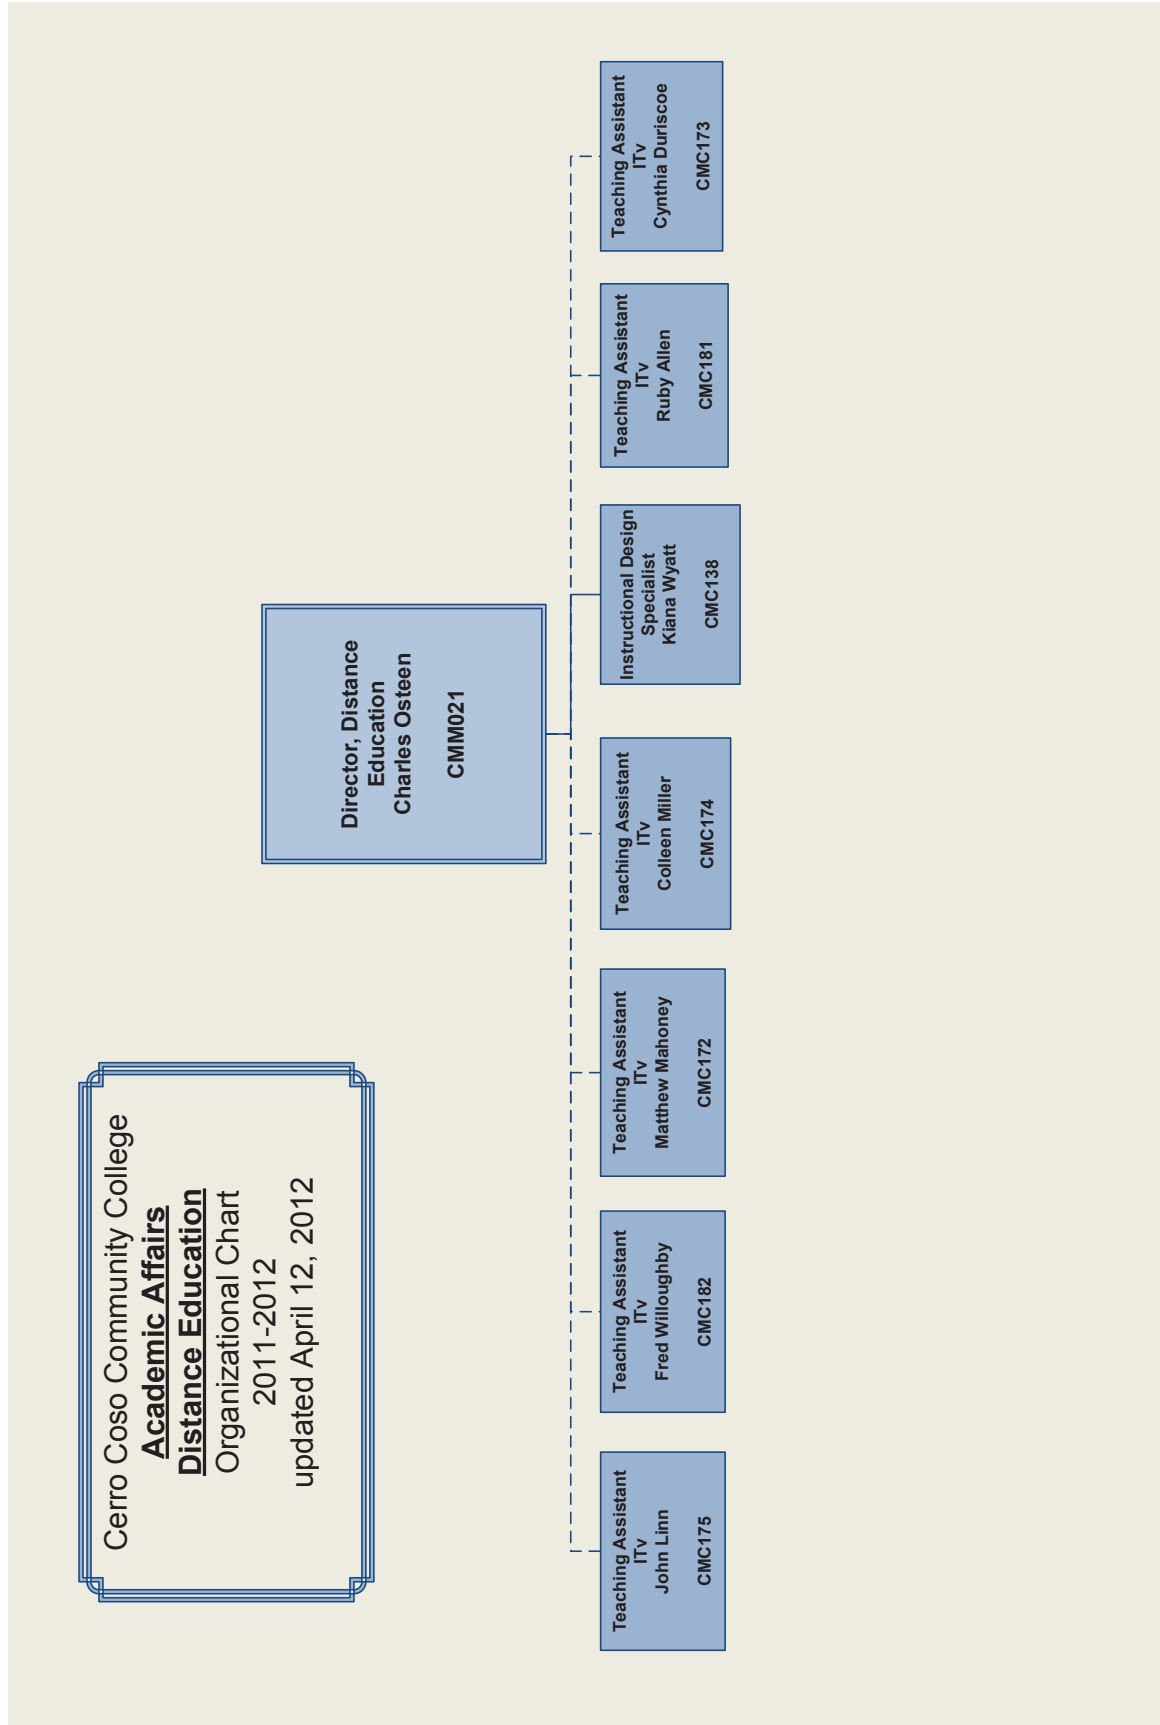 Cerro Coso Community College
Academic Affairs
Distance Education
Organizational Chart
2011-2012
updated April 12, 2012
Director, Distance
Education
Charles Osteen
CMM021
Teaching Assistant
ITv
John Linn
CMC175
Teaching Assistant
ITv
Fred Willoughby
CMC182
Teaching Assistant
ITv
Matthew Mahoney
CMC172
Teaching Assistant
ITv
Colleen Miller
CMC174
Instructional Design
Specialist
Kiana Wyatt
CMC138
Teaching Assistant
ITv
Ruby Allen
CMC181
Teaching Assistant
ITv
Cynthia Duriscoe
CMC173